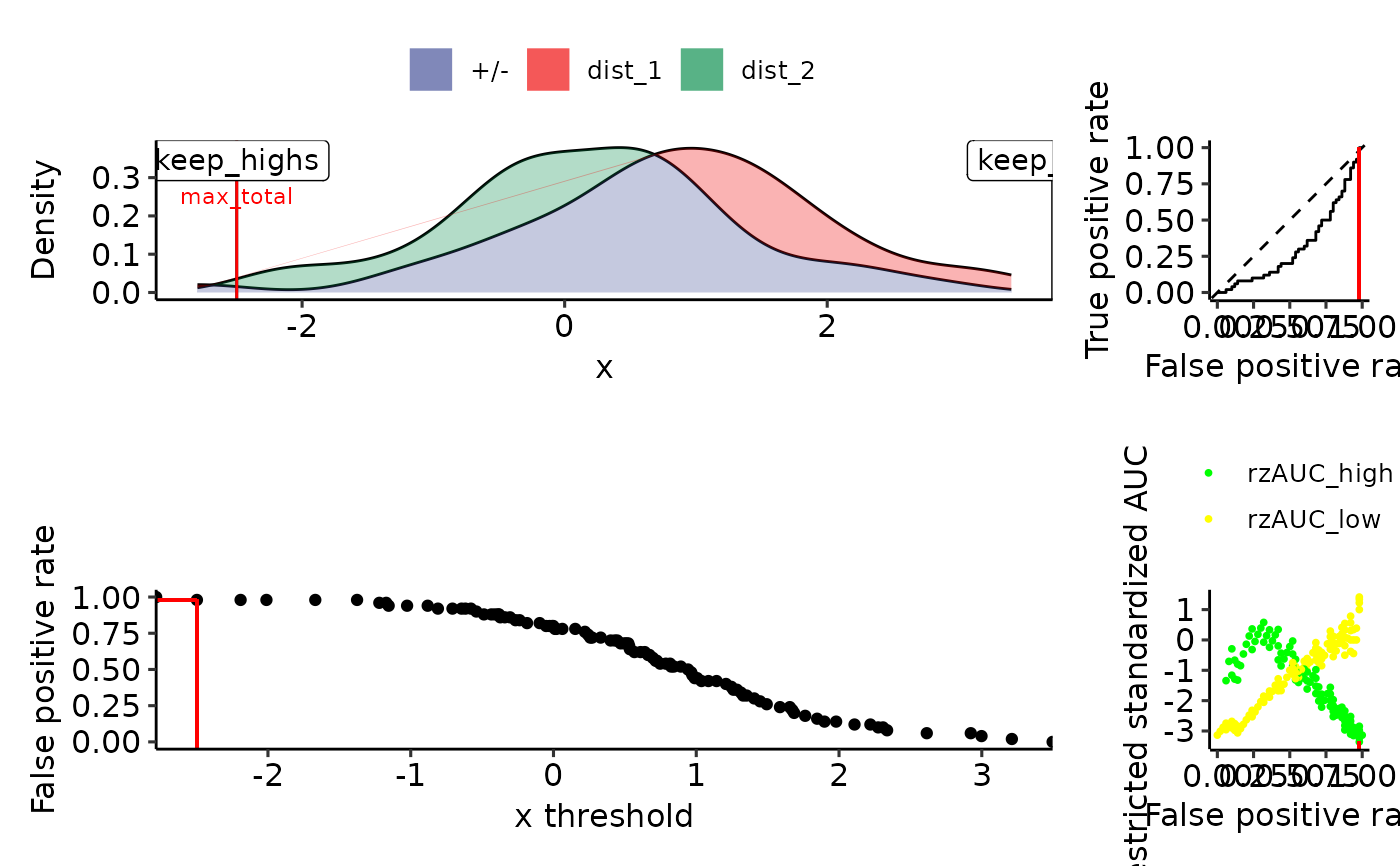 +/- dist_1 dist_2
Density
0.3
0.2
0.1
0.0
keep_highs
max_total
keep_
-2 0 2
x
True positive rate
1.00
0.75
0.50
0.25
0.00
False positive ra
False positive rate
1.00
0.75
0.50
0.25
0.00
-2 -1 0 1 2 3
x threshold
estricted standardized AUC
rzAUC_high
rzAUC_low
1
0
-1
-2
-3
False positive ra